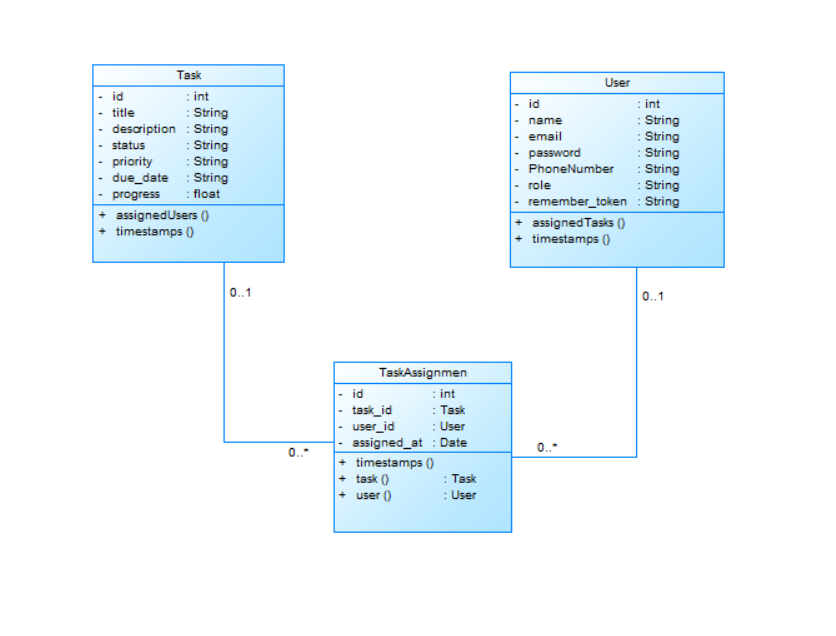 Task
- id : int
- title : String
- description : String
- status : String
- priority : String
- due_date : String
- progress : float
+ assignedUsers ()
+ timestamps ()
0..1
0..*
User
- id : int
- name : String
- email : String
- password : String
- PhoneNumber : String
- role : String
- remember_token : String
+ assignedTasks ()
+ timestamps ()
0..1
0..*
TaskAssignmen
- id : int
- task_id : Task
- user_id : User
- assigned_at : Date
+ timestamps ()
+ task () : Task
+ user () : User